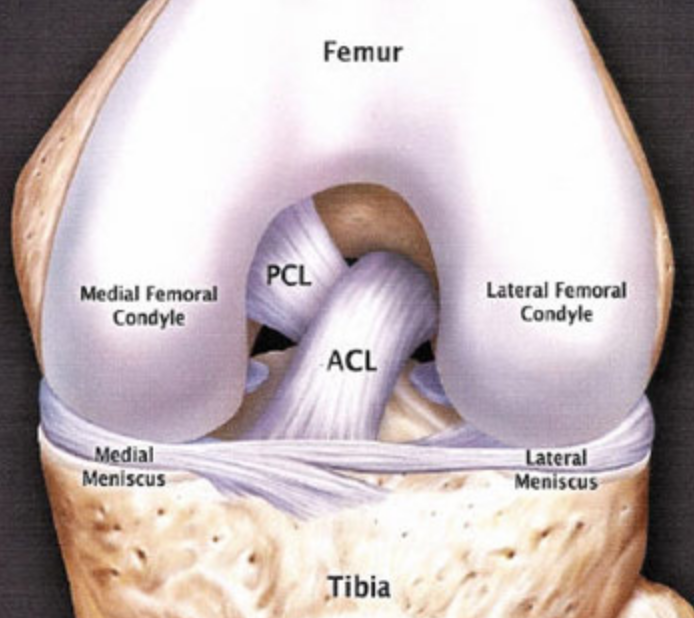 Femur
PCL
Medial Femoral
Condyle
Lateral Femoral
Condyle
ACL
Medial
Meniscus
Lateral
Meniscus
Tibia